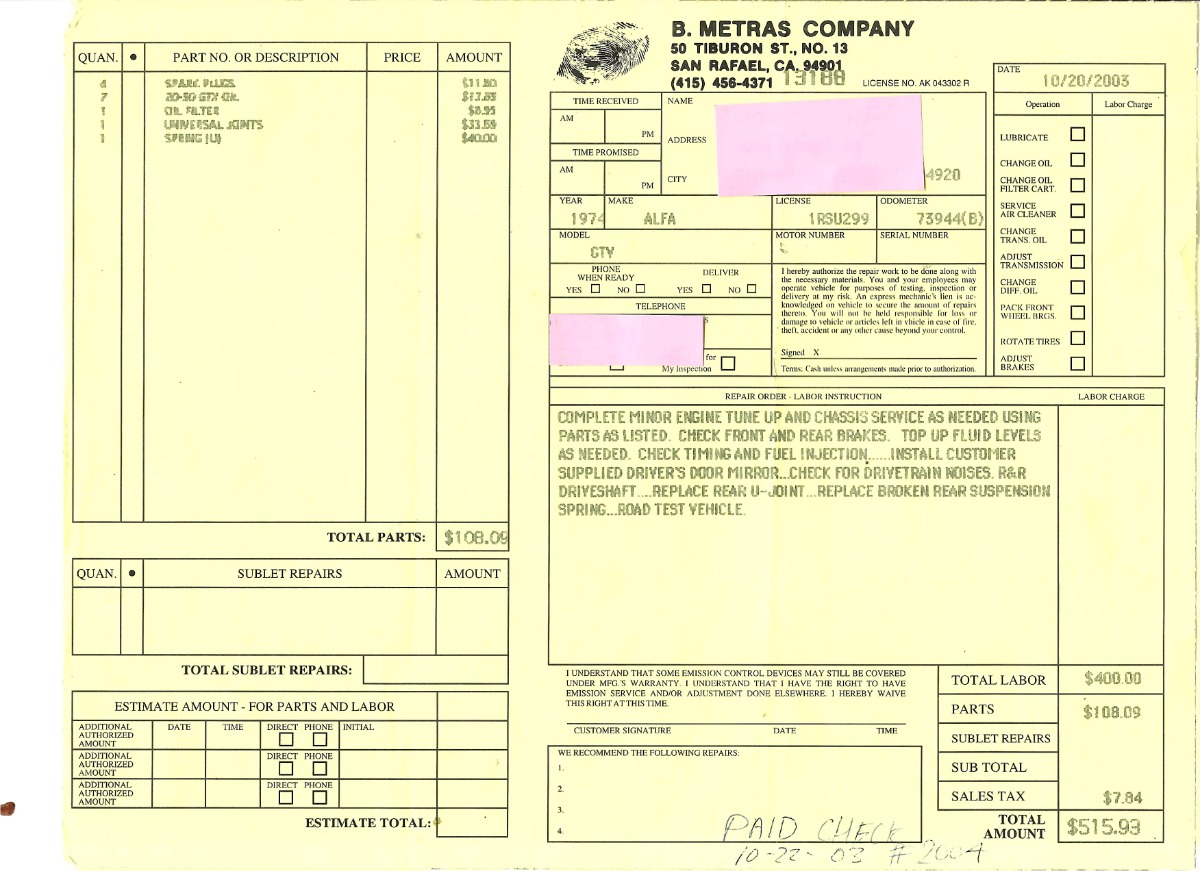 B. METRAS COMPANY
50 TIBURON ST., NO. 13
SAN RAFAEL, CA, 94901
(415) 456-4371 13188 LICENSE NO. AK 043302 R
QUAN. • PART NO. OR DESCRIPTION PRICE AMOUNT
4 SPARK PLUGS $11.80
7 20-50 GTX OIL $13.65
1 OIL FILTER $8.95
1 UNIVERSAL JOINTS $33.69
1 SPRING (U) $40.00
TOTAL PARTS: $108.09
QUAN. • SUBLET REPAIRS AMOUNT
TOTAL SUBLET REPAIRS:
ESTIMATE AMOUNT - FOR PARTS AND LABOR
ADDITIONAL AUTHORIZED AMOUNT DATE TIME DIRECT PHONE INITIAL
ADDITIONAL AUTHORIZED AMOUNT DIRECT PHONE
ADDITIONAL AUTHORIZED AMOUNT DIRECT PHONE
ESTIMATE TOTAL:
TIME RECEIVED
AM
PM
TIME PROMISED
AM
PM
NAME
ADDRESS
CITY 4920
YEAR MAKE LICENSE ODOMETER
1974 ALFA 1RSU299 73944(B)
MODEL MOTOR NUMBER SERIAL NUMBER
GTV
PHONE WHEN READY DELIVER
YES NO YES NO
TELEPHONE
for
My Inspection
I hereby authorize the repair work to be done along with
the necessary materials. You and your employees may
operate vehicle for purposes of testing, inspection or
delivery at my risk. An express mechanic's lien is ac-
knowledged on vehicle to secure the amount of repairs
thereto. You will not be held responsible for loss or
damage to vehicle or articles left in vhicle in case of fire,
theft, accident or any other cause beyond your control.
Signed X
Terms: Cash unless arrangements made prior to authorization.
DATE
10/20/2003
Operation Labor Charge
LUBRICATE
CHANGE OIL
CHANGE OIL FILTER CART.
SERVICE AIR CLEANER
CHANGE TRANS. OIL
ADJUST TRANSMISSION
CHANGE DIFF. OIL
PACK FRONT WHEEL BRGS.
ROTATE TIRES
ADJUST BRAKES
REPAIR ORDER - LABOR INSTRUCTION LABOR CHARGE
COMPLETE MINOR ENGINE TUNE UP AND CHASSIS SERVICE AS NEEDED USING
PARTS AS LISTED. CHECK FRONT AND REAR BRAKES. TOP UP FLUID LEVELS
AS NEEDED. CHECK TIMING AND FUEL INJECTION......INSTALL CUSTOMER
SUPPLIED DRIVER'S DOOR MIRROR...CHECK FOR DRIVETRAIN NOISES. R&R
DRIVESHAFT....REPLACE REAR U-JOINT...REPLACE BROKEN REAR SUSPENSION
SPRING...ROAD TEST VEHICLE.
I UNDERSTAND THAT SOME EMISSION CONTROL DEVICES MAY STILL BE COVERED
UNDER MFG.'S WARRANTY. I UNDERSTAND THAT I HAVE THE RIGHT TO HAVE
EMISSION SERVICE AND/OR ADJUSTMENT DONE ELSEWHERE. I HEREBY WAIVE
THIS RIGHT AT THIS TIME.
CUSTOMER SIGNATURE DATE TIME
WE RECOMMEND THE FOLLOWING REPAIRS:
1.
2.
3.
4.
PAID CHECK
10-22-03 # 2004
TOTAL LABOR $400.00
PARTS $108.09
SUBLET REPAIRS
SUB TOTAL
SALES TAX $7.84
TOTAL AMOUNT $515.93